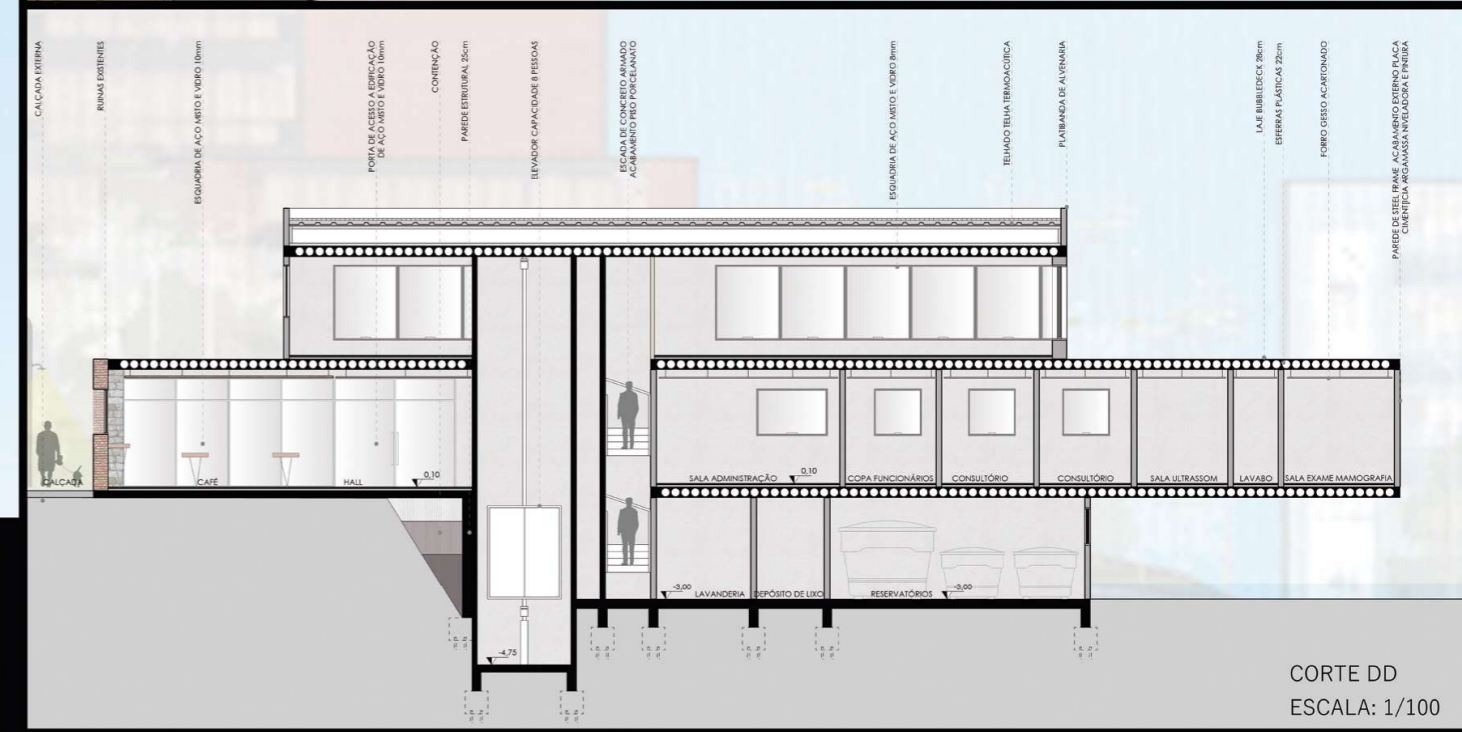 CALÇADA EXTERNA
RUINAS EXISTENTES
ESQUADRIA DE AÇO MISTO E VIDRO 10mm
PORTA DE ACESSO A EDIFICAÇÃO
DE AÇO MISTO E VIDRO 10mm
CONTENÇÃO
PAREDE ESTRUTURAL 25cm
ELEVADOR CAPACIDADE 8 PESSOAS
ESCADA DE CONCRETO ARMADO
ACABAMENTO PISO PORCELANATO
ESQUADRIA DE AÇO MISTO E VIDRO 8mm
TELHADO TELHA TERMOACÚTICA
PLATIBANDA DE ALVENARIA
LAJE BUBBLEDECK 28cm
ESFERRAS PLÁSTICAS 22cm
FORRO GESSO ACARTONADO
PAREDE DE STEEL FRAME ACABAMENTO EXTERNO PLACA
CIMENTÍCIA ARGAMASSA NIVELADORA E PINTURA
CALÇADA
CAFÉ
HALL
0,10
SALA ADMINISTRAÇÃO
0,10
COPA FUNCIONÁRIOS
CONSULTÓRIO
CONSULTÓRIO
SALA ULTRASSOM
LAVABO
SALA EXAME MAMOGRAFIA
-3,00
LAVANDERIA
DEPÓSITO DE LIXO
RESERVATÓRIOS
-3,00
-4,75
CORTE DD
ESCALA: 1/100